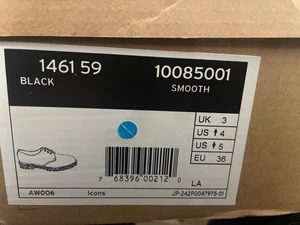 1461 59 10085001
BLACK SMOOTH
UK 3
US 4
US 5
EU 36
7 68396 00212 0
LA
AW006 Icons JP-242P0047975-01